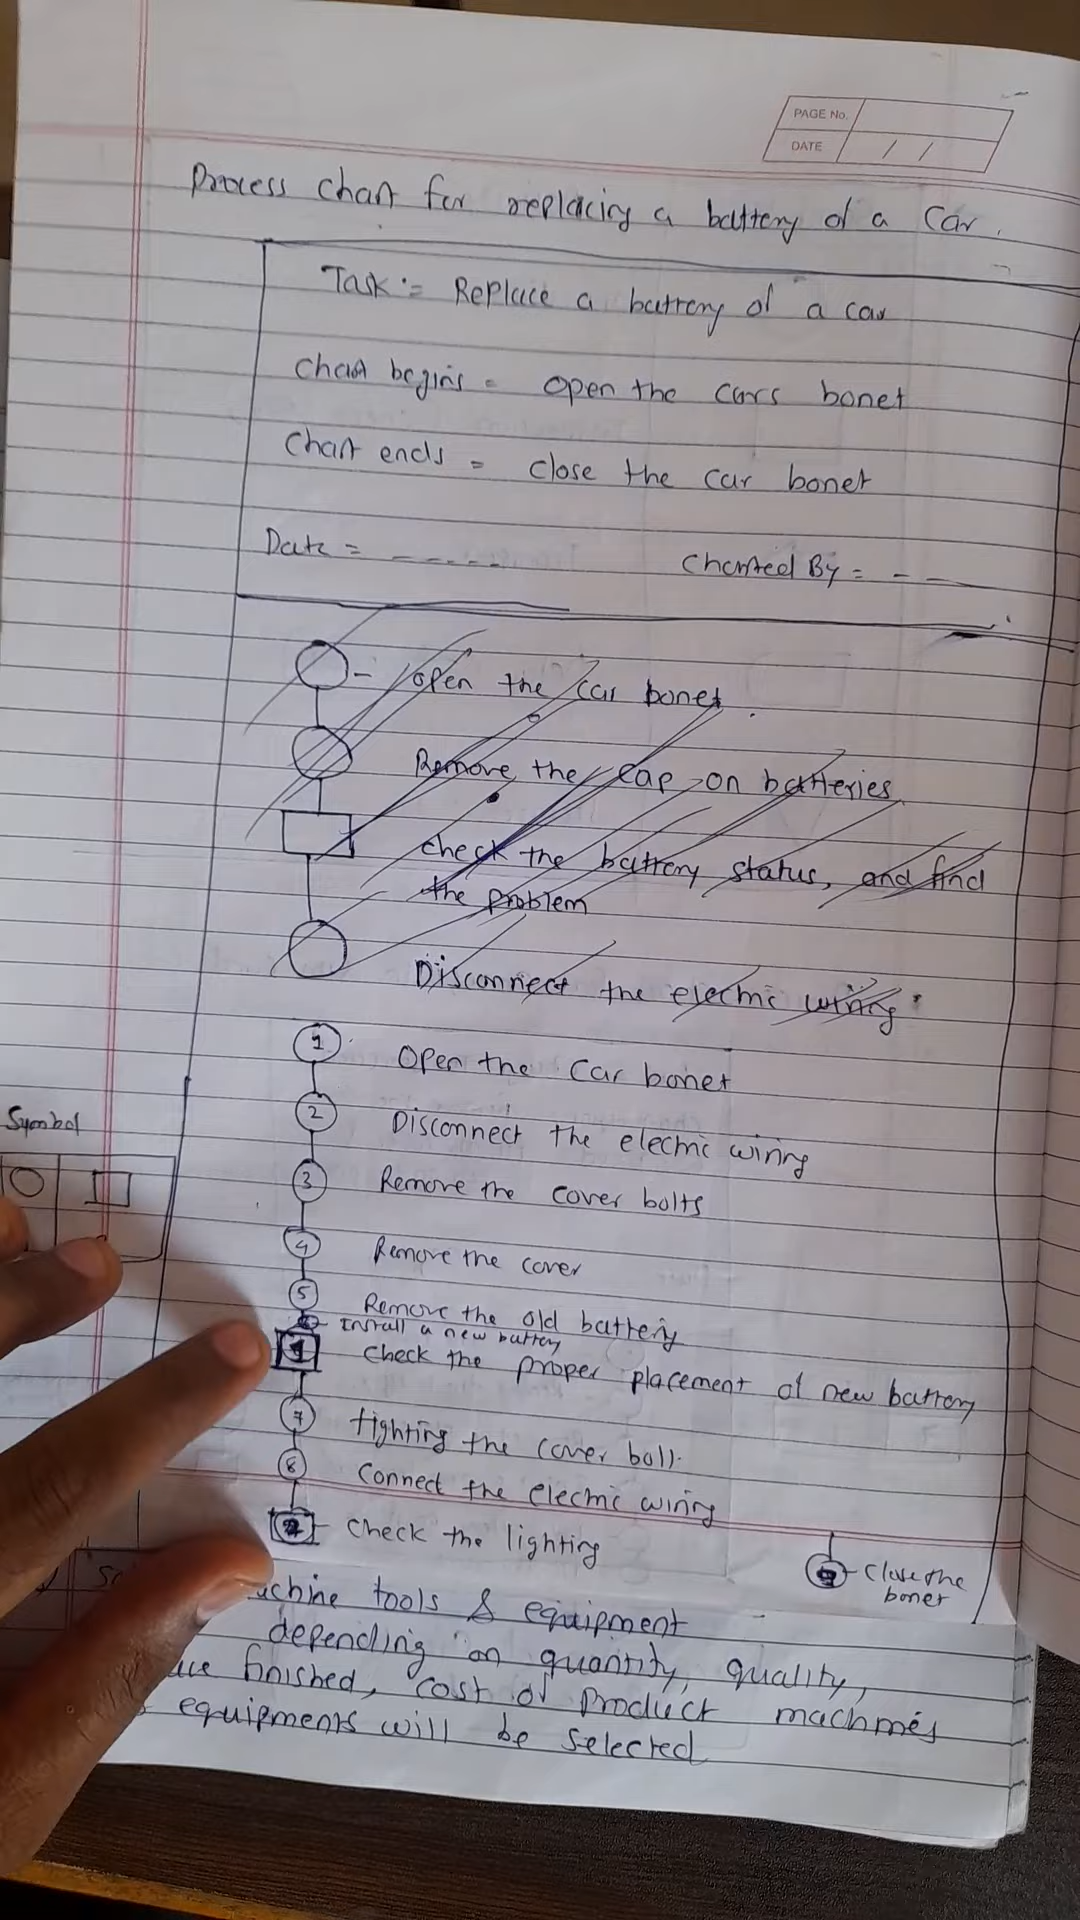 PAGE No.
DATE / /
Process chart for replacing a battery of a car.
Task := Replace a battery of a car
Chart begins = open the cars bonet
Chart ends = close the car bonet
Date = - - - - - Charted By = - -
- open the car bonet
Remove the cap on batteries
check the battery status, and find
the problem
Disconnect the electric wiring
1 Open the car bonet
2 Disconnect the electric wiring
Symbol
3 Remove the cover bolts
4 Remove the cover
5 Remove the old battery
Install a new battery
1 check the proper placement of new battery
7 tighting the cover bolt
8 connect the electric wiring
2 - check the lighting
9 - close the
bonet
tools & equipment
depending on quantity, quality,
finished, cost of product machines
equipments will be selected